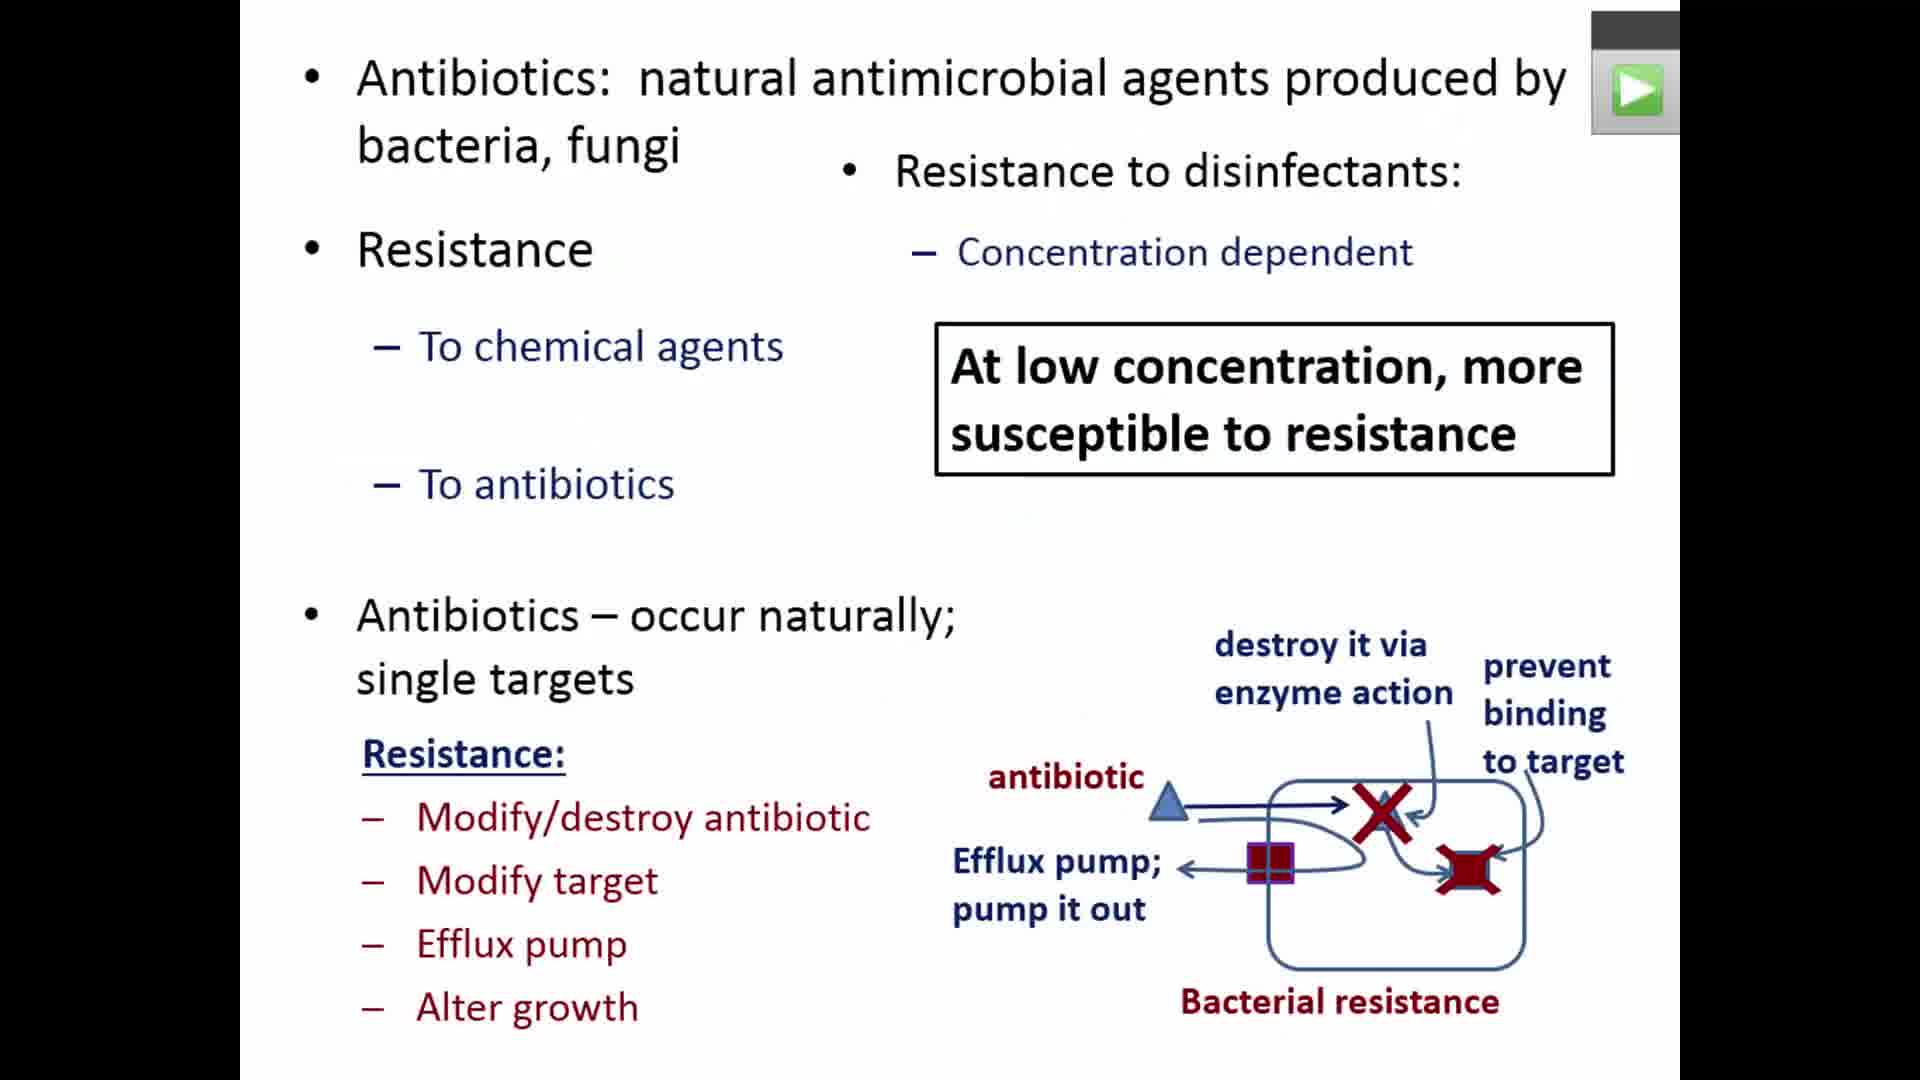 • Antibiotics: natural antimicrobial agents produced by
bacteria, fungi
• Resistance to disinfectants:
– Concentration dependent
At low concentration, more
susceptible to resistance
• Resistance
– To chemical agents
– To antibiotics
• Antibiotics – occur naturally;
single targets
Resistance:
– Modify/destroy antibiotic
– Modify target
– Efflux pump
– Alter growth
destroy it via
enzyme action
prevent
binding
to target
antibiotic
Efflux pump;
pump it out
Bacterial resistance